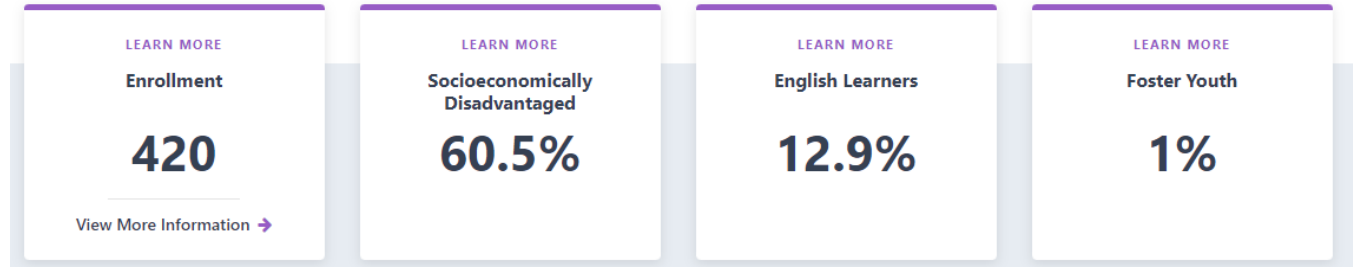 LEARN MORE
Enrollment
420
View More Information
LEARN MORE
Socioeconomically
Disadvantaged
60.5%
LEARN MORE
English Learners
12.9%
LEARN MORE
Foster Youth
1%